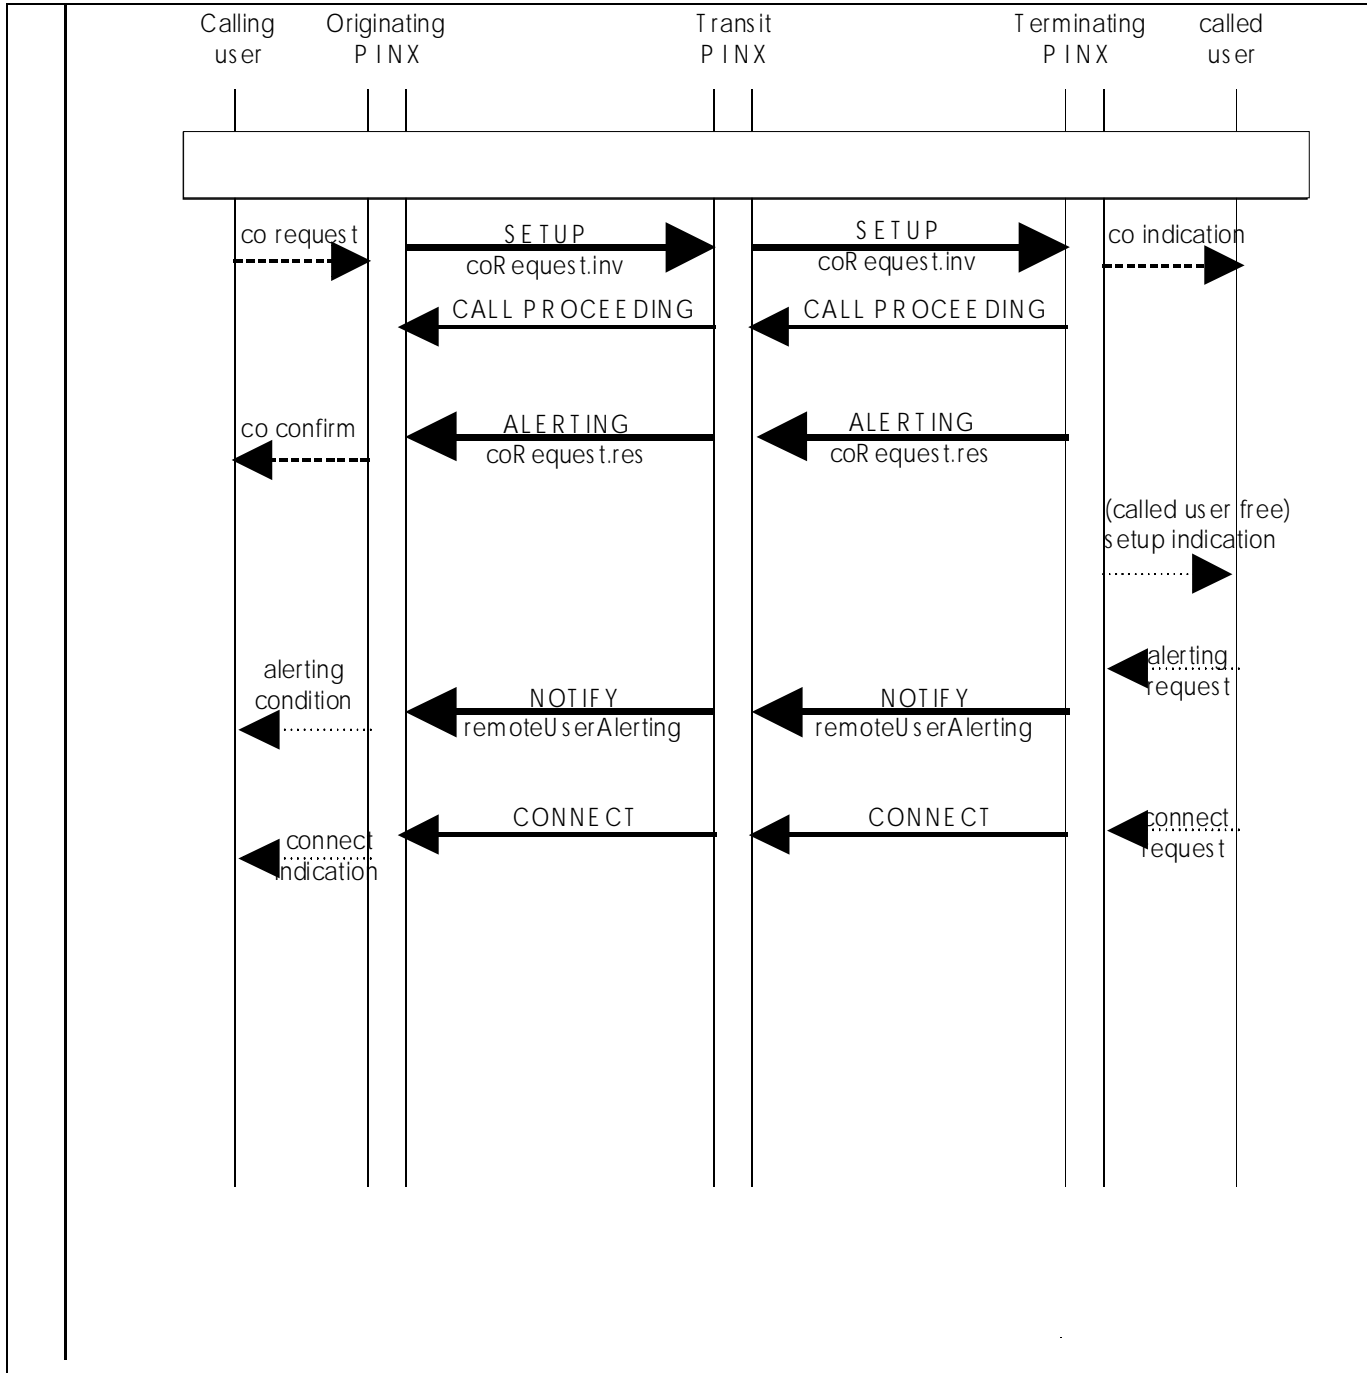 Calling Originating Transit Terminating called
user PINX PINX PINX user
co request SETUP SETUP co indication
coRequest.inv coRequest.inv
CALL PROCEEDING CALL PROCEEDING
co confirm ALERTING ALERTING
coRequest.res coRequest.res
(called user free)
setup indication
alerting alerting
condition NOTIFY NOTIFY request
remoteUserAlerting remoteUserAlerting
CONNECT CONNECT connect
connect request
indication